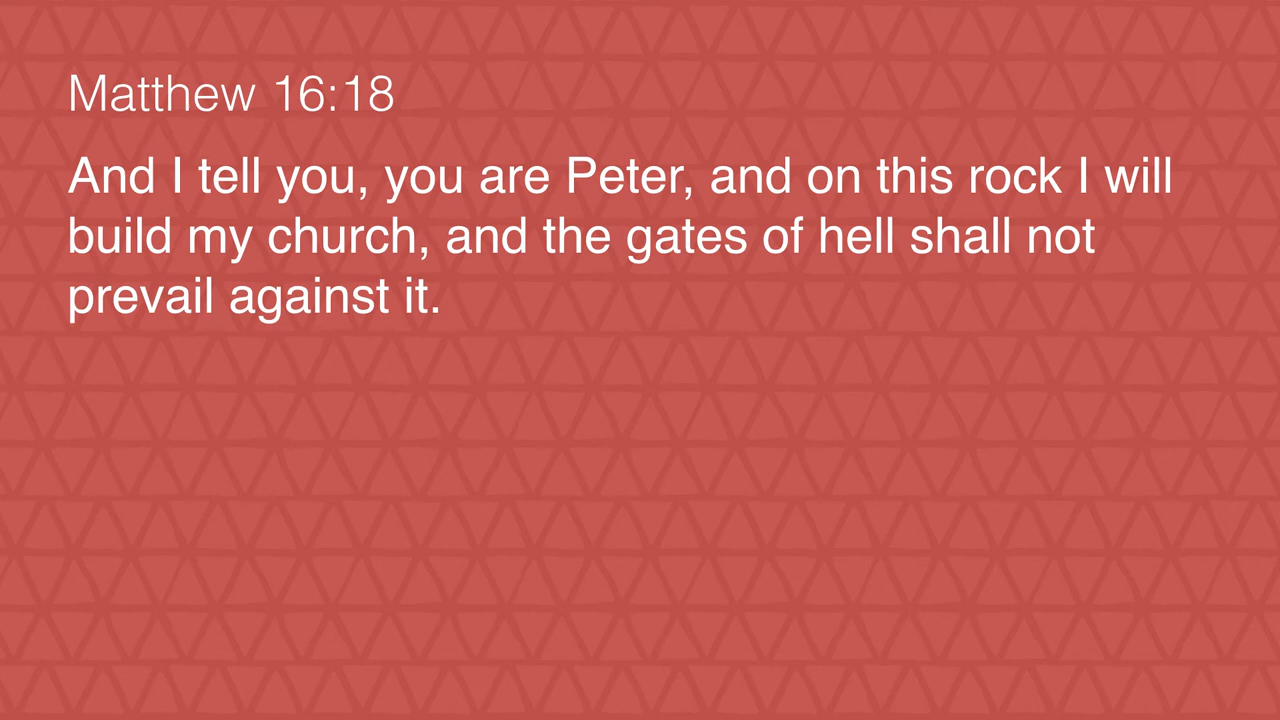 Matthew 16:18
And I tell you, you are Peter, and on this rock I will
build my church, and the gates of hell shall not
prevail against it.